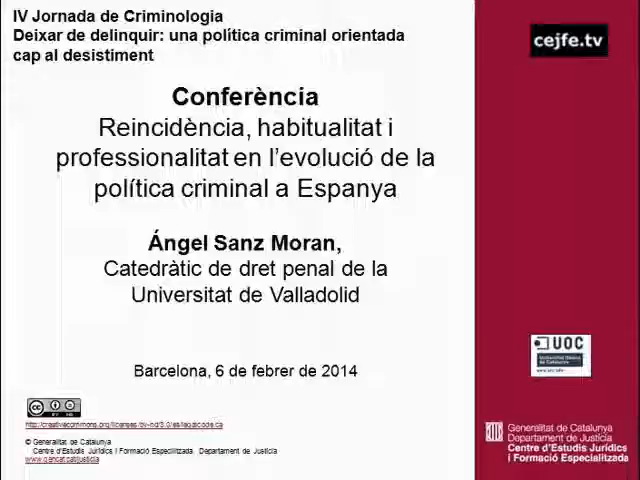 IV Jornada de Criminologia
Deixar de delinquir: una política criminal orientada
cap al desistiment
cejfe.tv
Conferència
Reincidència, habitualitat i
professionalitat en l'evolució de la
política criminal a Espanya
Ángel Sanz Moran,
Catedràtic de dret penal de la
Universitat de Valladolid
UOC
Barcelona, 6 de febrer de 2014
cc
http://creativecommons.org/licenses/by-nd/3.0/es/legalcode.ca
© Generalitat de Catalunya
Centre d'Estudis Jurídics i Formació Especialitzada. Departament de Justícia
www.gencat.cat/justicia
Generalitat de Catalunya
Departament de Justícia
Centre d'Estudis Jurídics
i Formació Especialitzada